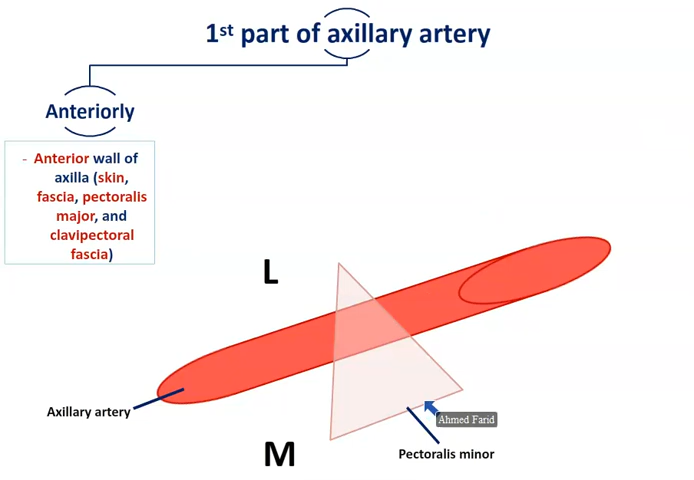 1st part of axillary artery
Anteriorly
- Anterior wall of
axilla (skin,
fascia, pectoralis
major, and
clavipectoral
fascia)
L
Axillary artery
Ahmed Farid
M
Pectoralis minor